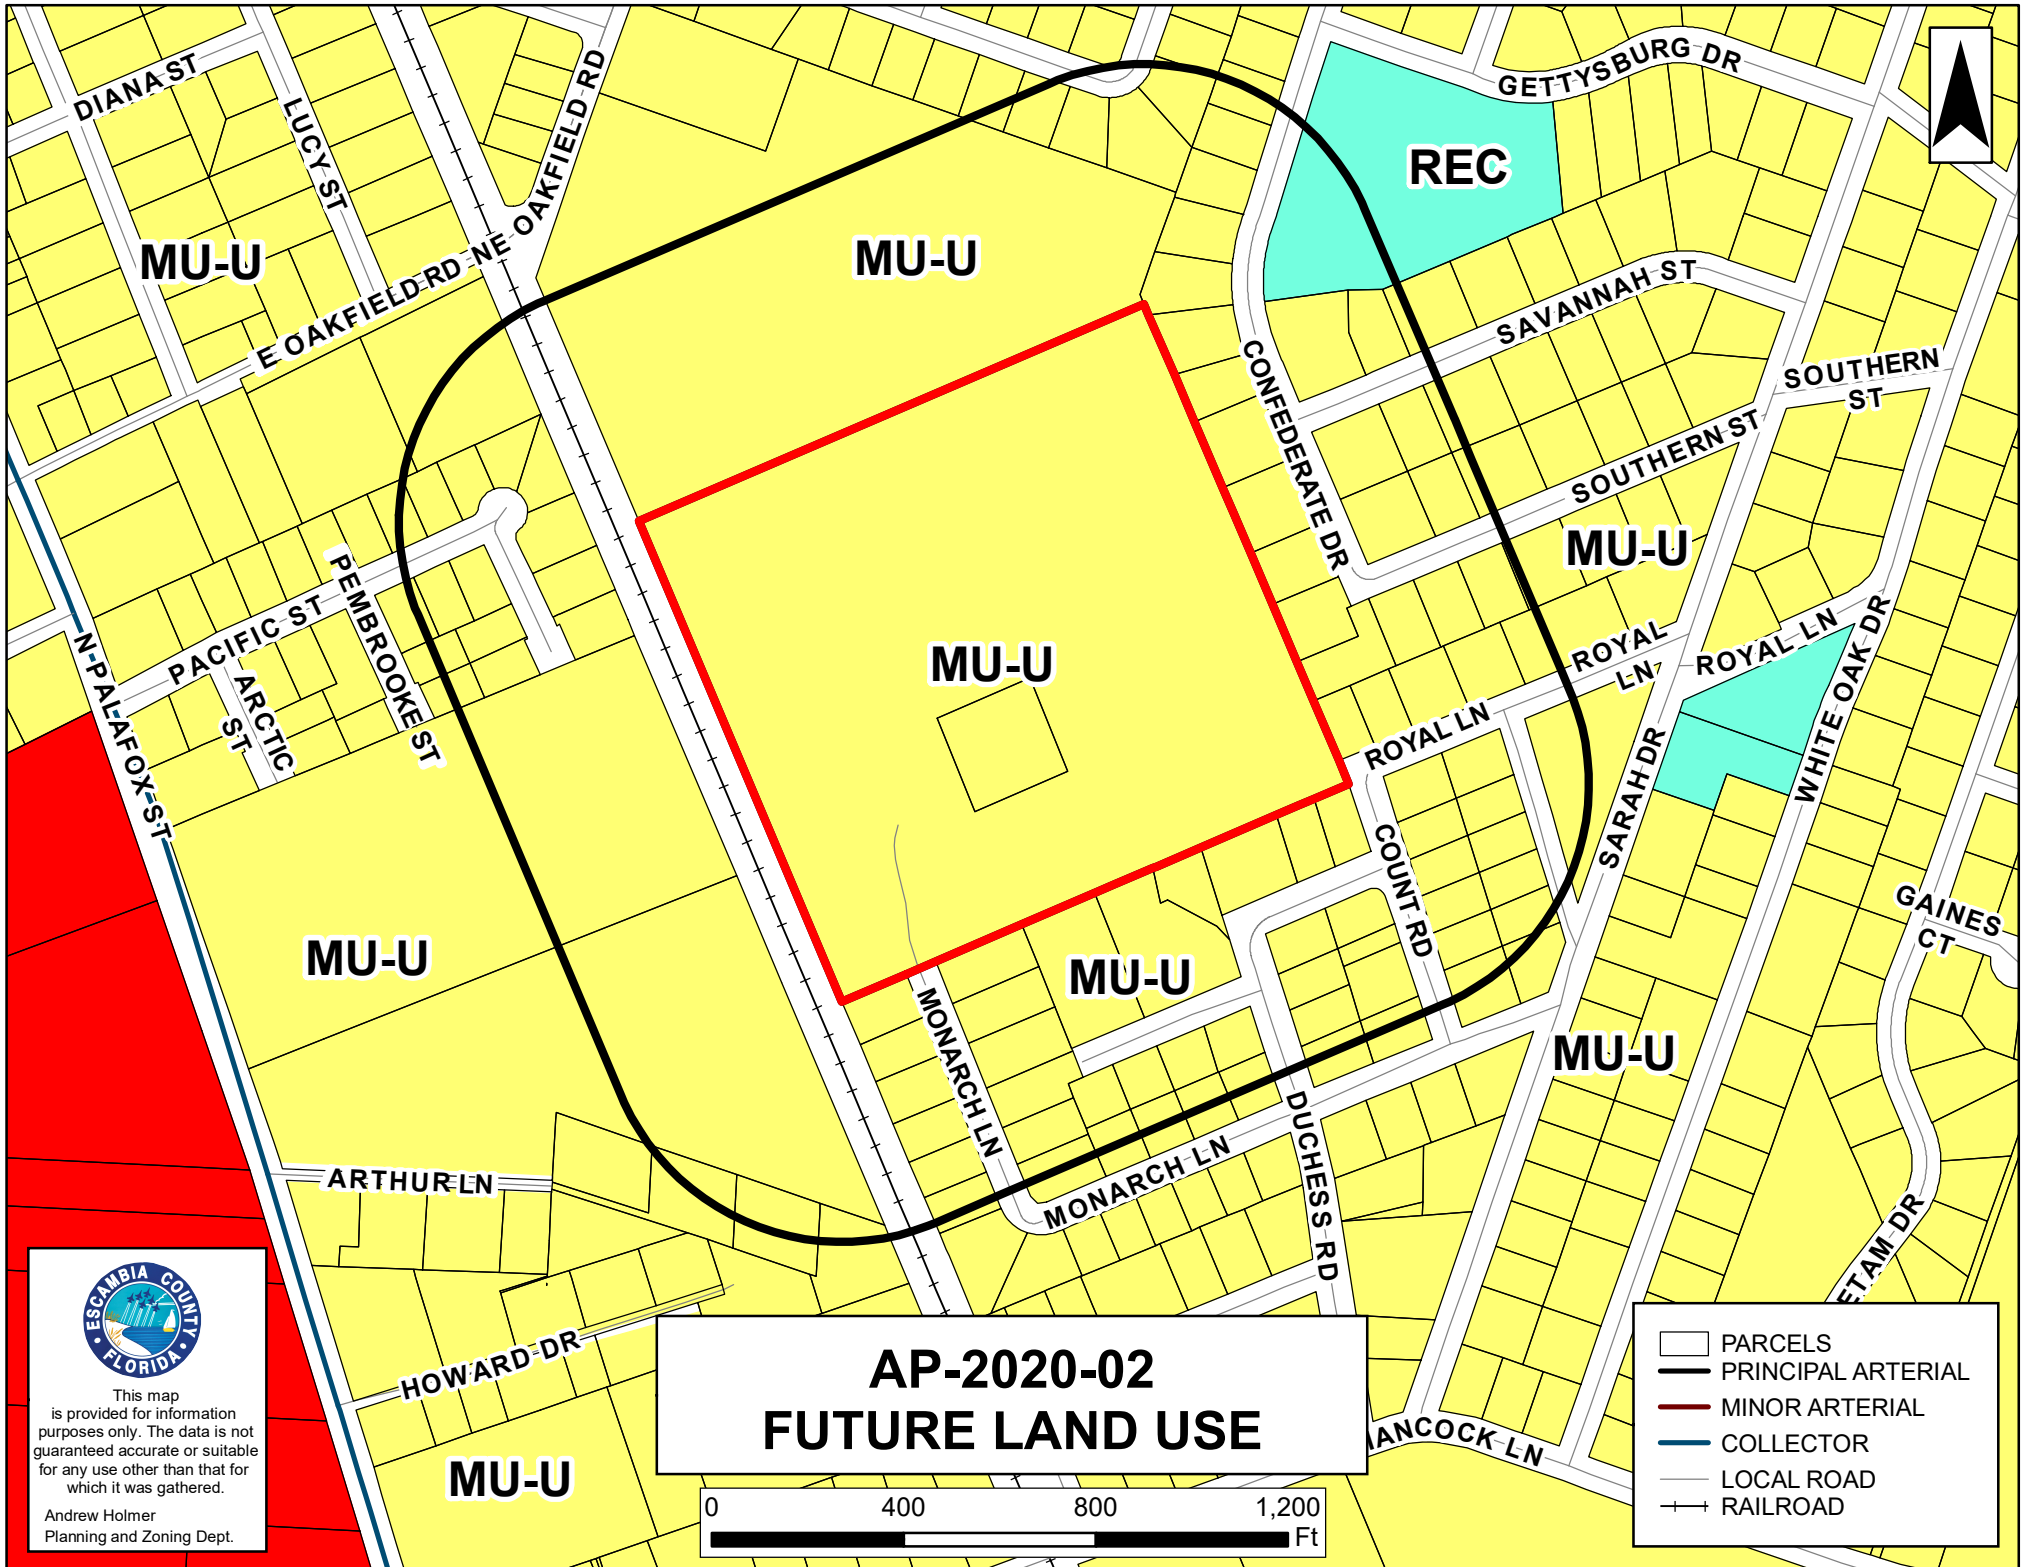 DIANA ST
LUCY ST
E OAKFIELD RD
NE OAKFIELD RD
GETTYSBURG DR
REC
MU-U
MU-U
SAVANNAH ST
CONFEDERATE DR
SOUTHERN
ST
SOUTHERN ST
MU-U
PEMBROOKE ST
PACIFIC ST
ARCTIC
ST
N PALAFOX ST
MU-U
ROYAL
LN
ROYAL LN
ROYAL LN
WHITE OAK DR
SARAH DR
COUNT RD
GAINES
CT
MU-U
MU-U
MONARCH LN
MU-U
DUCHESS RD
MONARCH LN
ARTHUR LN
ETAM DR
HOWARD DR
MU-U
ANCOCK LN
ESCAMBIA COUNTY
FLORIDA
This map
is provided for information
purposes only. The data is not
guaranteed accurate or suitable
for any use other than that for
which it was gathered.
Andrew Holmer
Planning and Zoning Dept.
AP-2020-02
FUTURE LAND USE
0 400 800 1,200
Ft
PARCELS
PRINCIPAL ARTERIAL
MINOR ARTERIAL
COLLECTOR
LOCAL ROAD
RAILROAD